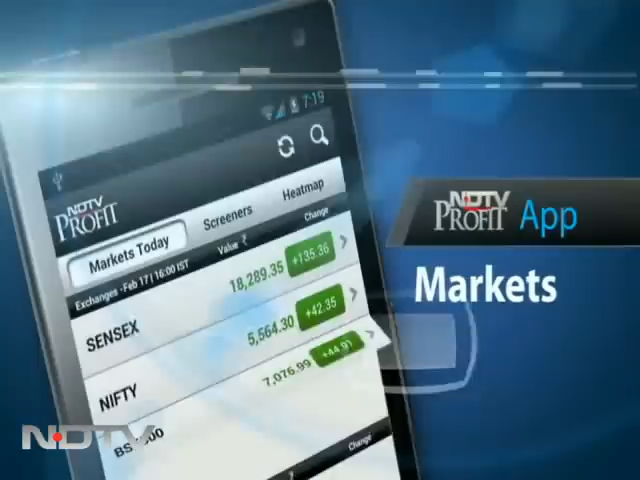 7:19
NDTV
PROFIT
Markets Today
Screeners
Heatmap
Exchanges -Feb 17 | 16:00 IST
Value ₹
Change
SENSEX
18,289.35
+135.36
NIFTY
5,564.30
+42.35
7,076.99
+44.91
Change
NDTV
PROFIT App
Markets
NDTV